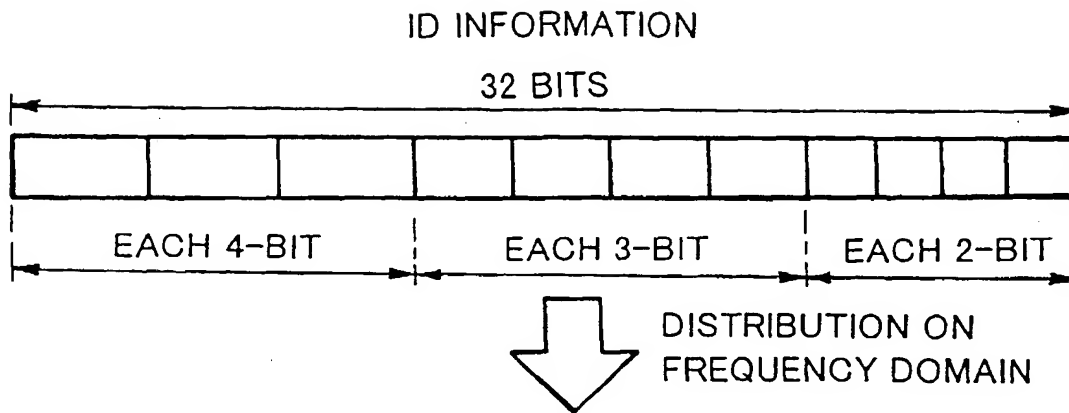 ID INFORMATION
32 BITS
EACH 4-BIT
EACH 3-BIT
EACH 2-BIT
DISTRIBUTION ON
FREQUENCY DOMAIN